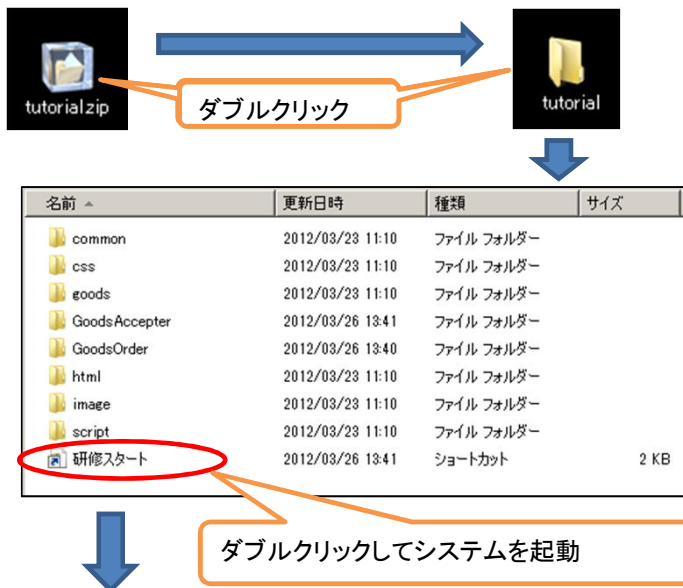 tutorial.zip
ダブルクリック
tutorial
名前 更新日時 種類 サイズ
common 2012/03/23 11:10 ファイル フォルダー
css 2012/03/23 11:10 ファイル フォルダー
goods 2012/03/23 11:10 ファイル フォルダー
GoodsAccepter 2012/03/26 13:41 ファイル フォルダー
GoodsOrder 2012/03/26 13:40 ファイル フォルダー
html 2012/03/23 11:10 ファイル フォルダー
image 2012/03/23 11:10 ファイル フォルダー
script 2012/03/23 11:10 ファイル フォルダー
研修スタート 2012/03/26 13:41 ショートカット 2 KB
ダブルクリックしてシステムを起動